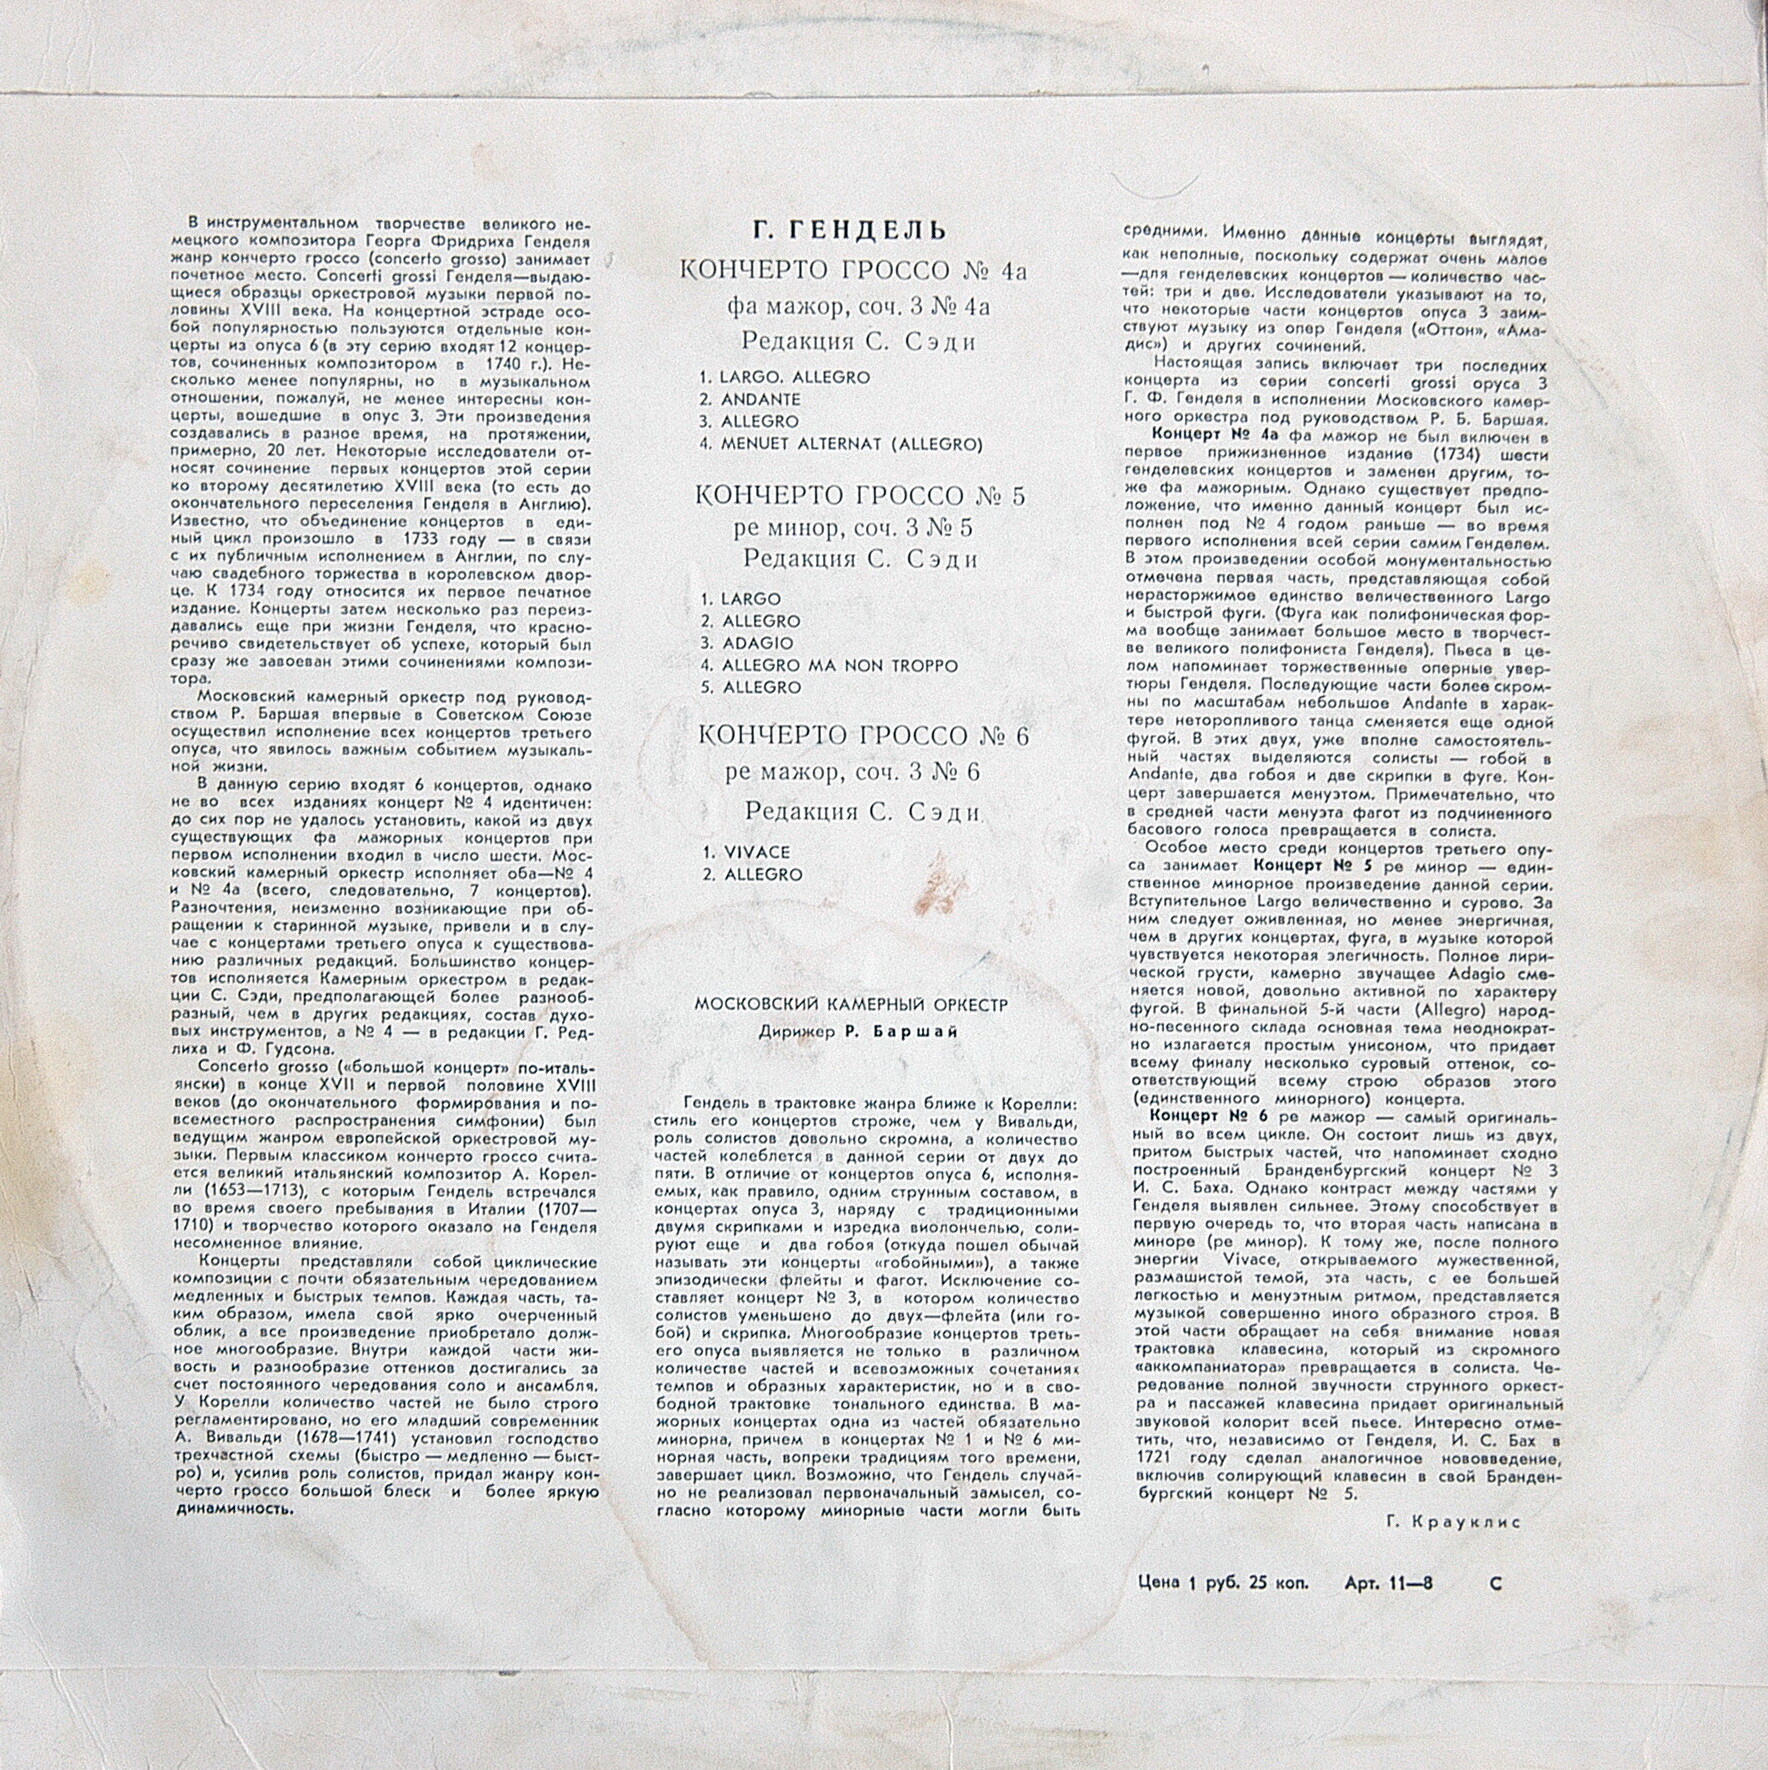 В инструментальном творчестве великого не-
мецкого композитора Георга Фридриха Генделя
жанр кончерто гроссо (concerto grosso) занимает
почетное место. Concerti grossi Генделя—выдаю-
щиеся образцы оркестровой музыки первой по-
ловины XVIII века. На концертной эстраде осо-
бой популярностью пользуются отдельные кон-
церты из опуса 6 (в эту серию входят 12 концер-
тов, сочиненных композитором в 1740 г.). Не-
сколько менее популярны, но в музыкальном
отношении, пожалуй, не менее интересны кон-
церты, вошедшие в опус 3. Эти произведения
создавались в разное время, на протяжении,
примерно, 20 лет. Некоторые исследователи от-
носят сочинение первых концертов этой серии
ко второму десятилетию XVIII века (то есть до
окончательного переселения Генделя в Англию).
Известно, что объединение концертов в еди-
ный цикл произошло в 1733 году — в связи
с их публичным исполнением в Англии, по слу-
чаю свадебного торжества в королевском двор-
це. К 1734 году относится их первое печатное
издание. Концерты затем несколько раз переиз-
давались еще при жизни Генделя, что красно-
речиво свидетельствует об успехе, который был
сразу же завоеван этими сочинениями компози-
тора.
Московский камерный оркестр под руковод-
ством Р. Баршая впервые в Советском Союзе
осуществил исполнение всех концертов третьего
опуса, что явилось важным событием музыкаль-
ной жизни.
В данную серию входят 6 концертов, однако
не во всех изданиях концерт № 4 идентичен:
до сих пор не удалось установить, какой из двух
существующих фа мажорных концертов при
первом исполнении входил в число шести. Мос-
ковский камерный оркестр исполняет оба—№ 4
и № 4а (всего, следовательно, 7 концертов).
Разночтения, неизменно возникающие при об-
ращении к старинной музыке, привели и в слу-
чае с концертами третьего опуса к существова-
нию различных редакций. Большинство концер-
тов исполняется Камерным оркестром в редак-
ции С. Сэди, предполагающей более разнооб-
разный, чем в других редакциях, состав духо-
вых инструментов, а № 4 — в редакции Г. Ред-
лиха и Ф. Гудсона.
Concerto grosso («большой концерт» по-италь-
янски) в конце XVII и первой половине XVIII
веков (до окончательного формирования и по-
всеместного распространения симфонии) был
ведущим жанром европейской оркестровой му-
зыки. Первым классиком кончерто гроссо счита-
ется великий итальянский композитор А. Корел-
ли (1653—1713), с которым Гендель встречался
во время своего пребывания в Италии (1707—
1710) и творчество которого оказало на Генделя
несомненное влияние.
Концерты представляли собой циклические
композиции с почти обязательным чередованием
медленных и быстрых темпов. Каждая часть, та-
ким образом, имела свой ярко очерченный
облик, а все произведение приобретало долж-
ное многообразие. Внутри каждой части жи-
вость и разнообразие оттенков достигались за
счет постоянного чередования соло и ансамбля.
У Корелли количество частей не было строго
регламентировано, но его младший современник
А. Вивальди (1678—1741) установил господство
трехчастной схемы (быстро — медленно — быст-
ро) и, усилив роль солистов, придал жанру кон-
черто гроссо большой блеск и более яркую
динамичность.
Г. ГЕНДЕЛЬ
КОНЧЕРТО ГРОССО № 4а
фа мажор, соч. 3 № 4а
Редакция С. Сэди
1. LARGO. ALLEGRO
2. ANDANTE
3. ALLEGRO
4. MENUET ALTERNAT (ALLEGRO)
КОНЧЕРТО ГРОССО № 5
ре минор, соч. 3 № 5
Редакция С. Сэди
1. LARGO
2. ALLEGRO
3. ADAGIO
4. ALLEGRO MA NON TROPPO
5. ALLEGRO
КОНЧЕРТО ГРОССО № 6
ре мажор, соч. 3 № 6
Редакция С. Сэди
1. VIVACE
2. ALLEGRO
МОСКОВСКИЙ КАМЕРНЫЙ ОРКЕСТР
Дирижер Р. Баршай
Гендель в трактовке жанра ближе к Корелли:
стиль его концертов строже, чем у Вивальди,
роль солистов довольно скромна, а количество
частей колеблется в данной серии от двух до
пяти. В отличие от концертов опуса 6, исполня-
емых, как правило, одним струнным составом, в
концертах опуса 3, наряду с традиционными
двумя скрипками и изредка виолончелью, соли-
руют еще и два гобоя (откуда пошел обычай
называть эти концерты «гобойными»), а также
эпизодически флейты и фагот. Исключение со-
ставляет концерт № 3, в котором количество
солистов уменьшено до двух—флейта (или го-
бой) и скрипка. Многообразие концертов треть-
его опуса выявляется не только в различном
количестве частей и всевозможных сочетаниях
темпов и образных характеристик, но и в сво-
бодной трактовке тонального единства. В ма-
жорных концертах одна из частей обязательно
минорна, причем в концертах № 1 и № 6 ми-
норная часть, вопреки традициям того времени,
завершает цикл. Возможно, что Гендель случай-
но не реализовал первоначальный замысел, со-
гласно которому минорные части могли быть
средними. Именно данные концерты выглядят,
как неполные, поскольку содержат очень малое
—для генделевских концертов — количество час-
тей: три и две. Исследователи указывают на то,
что некоторые части концертов опуса 3 заим-
ствуют музыку из опер Генделя («Оттон», «Ама-
дис») и других сочинений.
Настоящая запись включает три последних
концерта из серии concerti grossi opyca 3
Г. Ф. Генделя в исполнении Московского камер-
ного оркестра под руководством Р. Б. Баршая.
Концерт № 4а фа мажор не был включен в
первое прижизненное издание (1734) шести
генделевских концертов и заменен другим, то-
же фа мажорным. Однако существует предпо-
ложение, что именно данный концерт был ис-
полнен под № 4 годом раньше — во время
первого исполнения всей серии самим Генделем.
В этом произведении особой монументальностью
отмечена первая часть, представляющая собой
нерасторжимое единство величественного Largo
и быстрой фуги. (Фуга как полифоническая фор-
ма вообще занимает большое место в творчест-
ве великого полифониста Генделя). Пьеса в це-
лом напоминает торжественные оперные увер-
тюры Генделя. Последующие части более скром-
ны по масштабам небольшое Andante в харак-
тере неторопливого танца сменяется еще одной
фугой. В этих двух, уже вполне самостоятель-
ный частях выделяются солисты — гобой в
Andante, два гобоя и две скрипки в фуге. Кон-
церт завершается менуэтом. Примечательно, что
в средней части менуэта фагот из подчиненного
басового голоса превращается в солиста.
Особое место среди концертов третьего опу-
са занимает Концерт № 5 ре минор — един-
ственное минорное произведение данной серии.
Вступительное Largo величественно и сурово. За
ним следует оживленная, но менее энергичная,
чем в других концертах, фуга, в музыке которой
чувствуется некоторая элегичность. Полное лири-
ческой грусти, камерно звучащее Adagio сме-
няется новой, довольно активной по характеру
фугой. В финальной 5-й части (Allegro) народ-
но-песенного склада основная тема неоднократ-
но излагается простым унисоном, что придает
всему финалу несколько суровый оттенок, со-
ответствующий всему строю образов этого
(единственного минорного) концерта.
Концерт № 6 ре мажор — самый оригиналь-
ный во всем цикле. Он состоит лишь из двух,
притом быстрых частей, что напоминает сходно
построенный Бранденбургский концерт № 3
И. С. Баха. Однако контраст между частями у
Генделя выявлен сильнее. Этому способствует в
первую очередь то, что вторая часть написана в
миноре (ре минор). К тому же, после полного
энергии Vivace, открываемого мужественной,
размашистой темой, эта часть, с ее большей
легкостью и менуэтным ритмом, представляется
музыкой совершенно иного образного строя. В
этой части обращает на себя внимание новая
трактовка клавесина, который из скромного
«аккомпаниатора» превращается в солиста. Че-
редование полной звучности струнного оркест-
ра и пассажей клавесина придает оригинальный
звуковой колорит всей пьесе. Интересно отме-
тить, что, независимо от Генделя, И. С. Бах в
1721 году сделал аналогичное нововведение,
включив солирующий клавесин в свой Бранден-
бургский концерт № 5.
Г. Крауклис
Цена 1 руб. 25 коп. Арт. 11—8 С